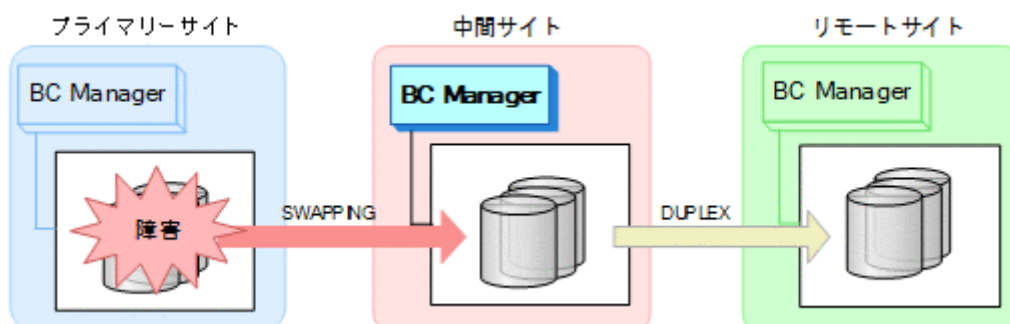 プライマリーサイト
中間サイト
リモートサイト
BC Manager
BC Manager
BC Manager
障害
SWAPPING
DUPLEX